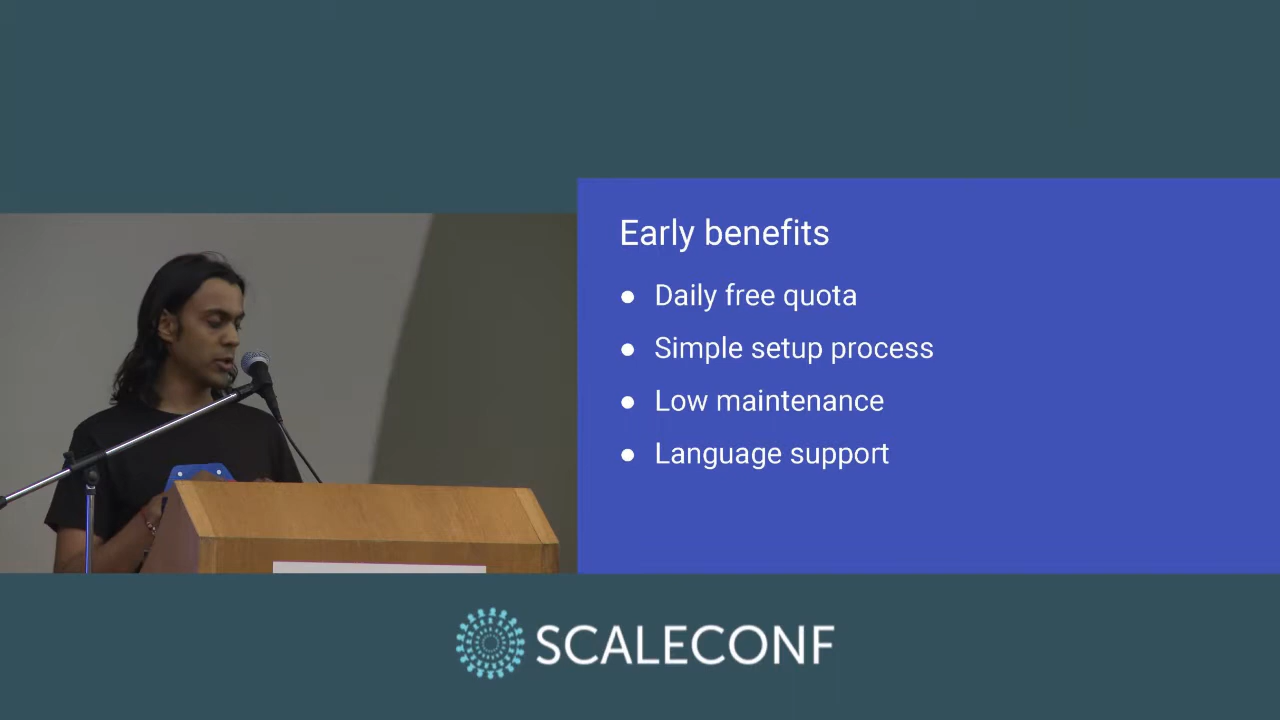 Early benefits
● Daily free quota
● Simple setup process
● Low maintenance
● Language support
SCALECONF